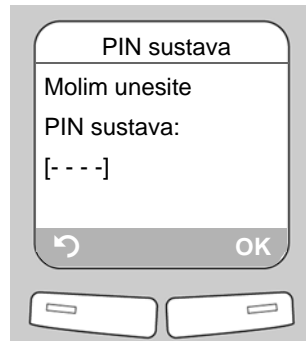 PIN sustava
Molim unesite
PIN sustava:
[- - - -]
OK